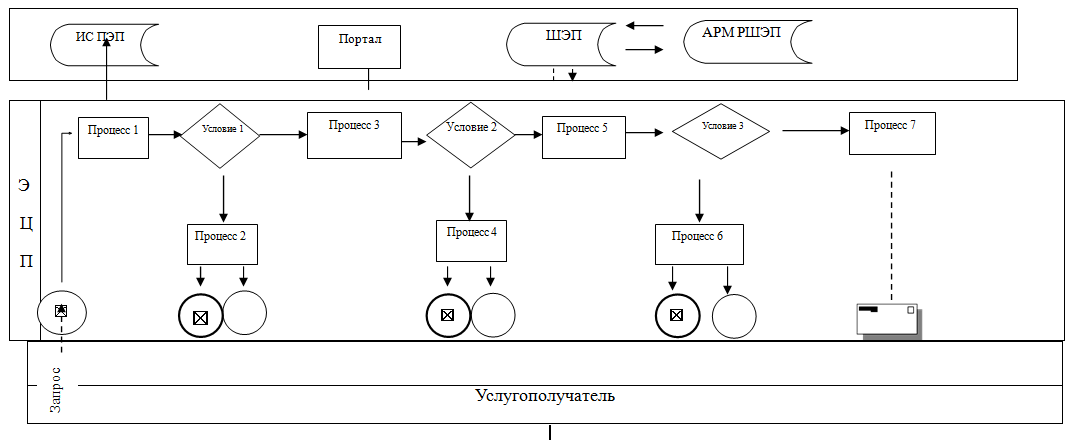 ИС ПЭП
Портал
ШЭП
АРМ РШЭП
Процесс 1
Условие 1
Процесс 3
Условие 2
Процесс 5
Условие 3
Процесс 7
Э
Ц
П
Процесс 2
Процесс 4
Процесс 6
Запрос
Услугополучатель